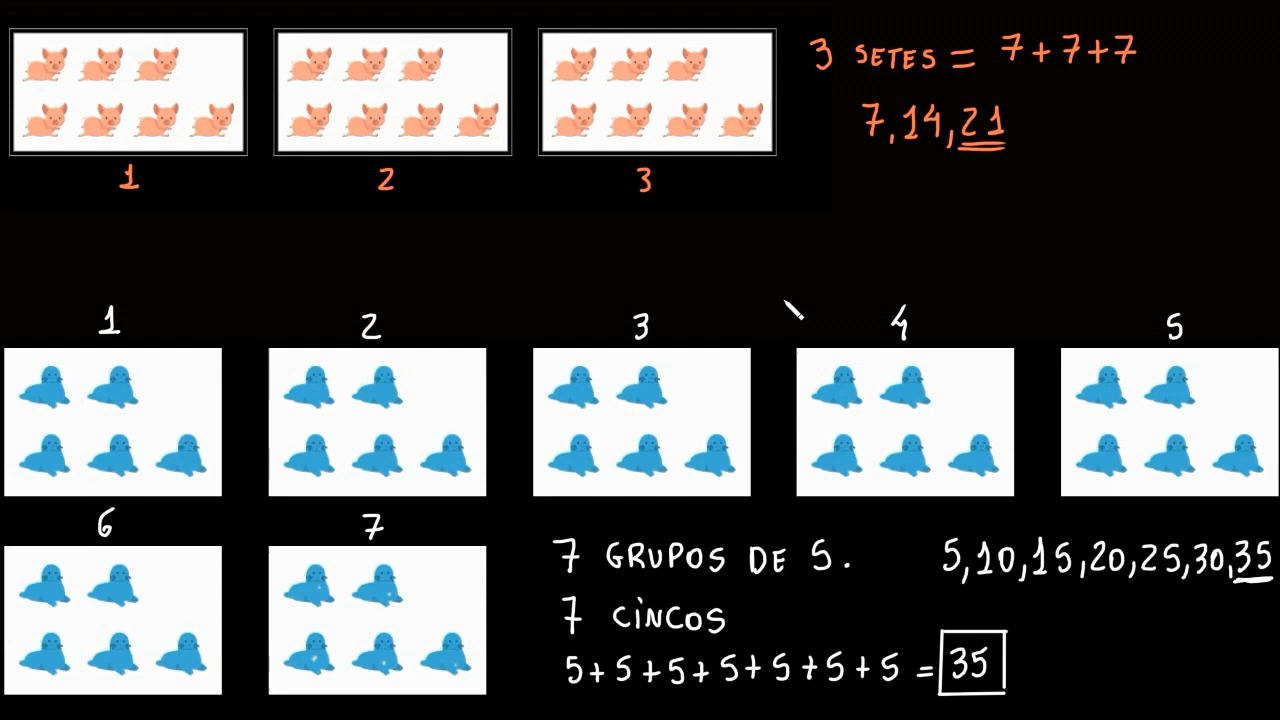 3 SETES = 7+7+7
7,14,21
1 2 3
1 2 3 4 5
6 7
7 GRUPOS DE 5.
5,10,15,20,25,30,35
7 CINCOS
5+5+5+5+5+5+5 = 35